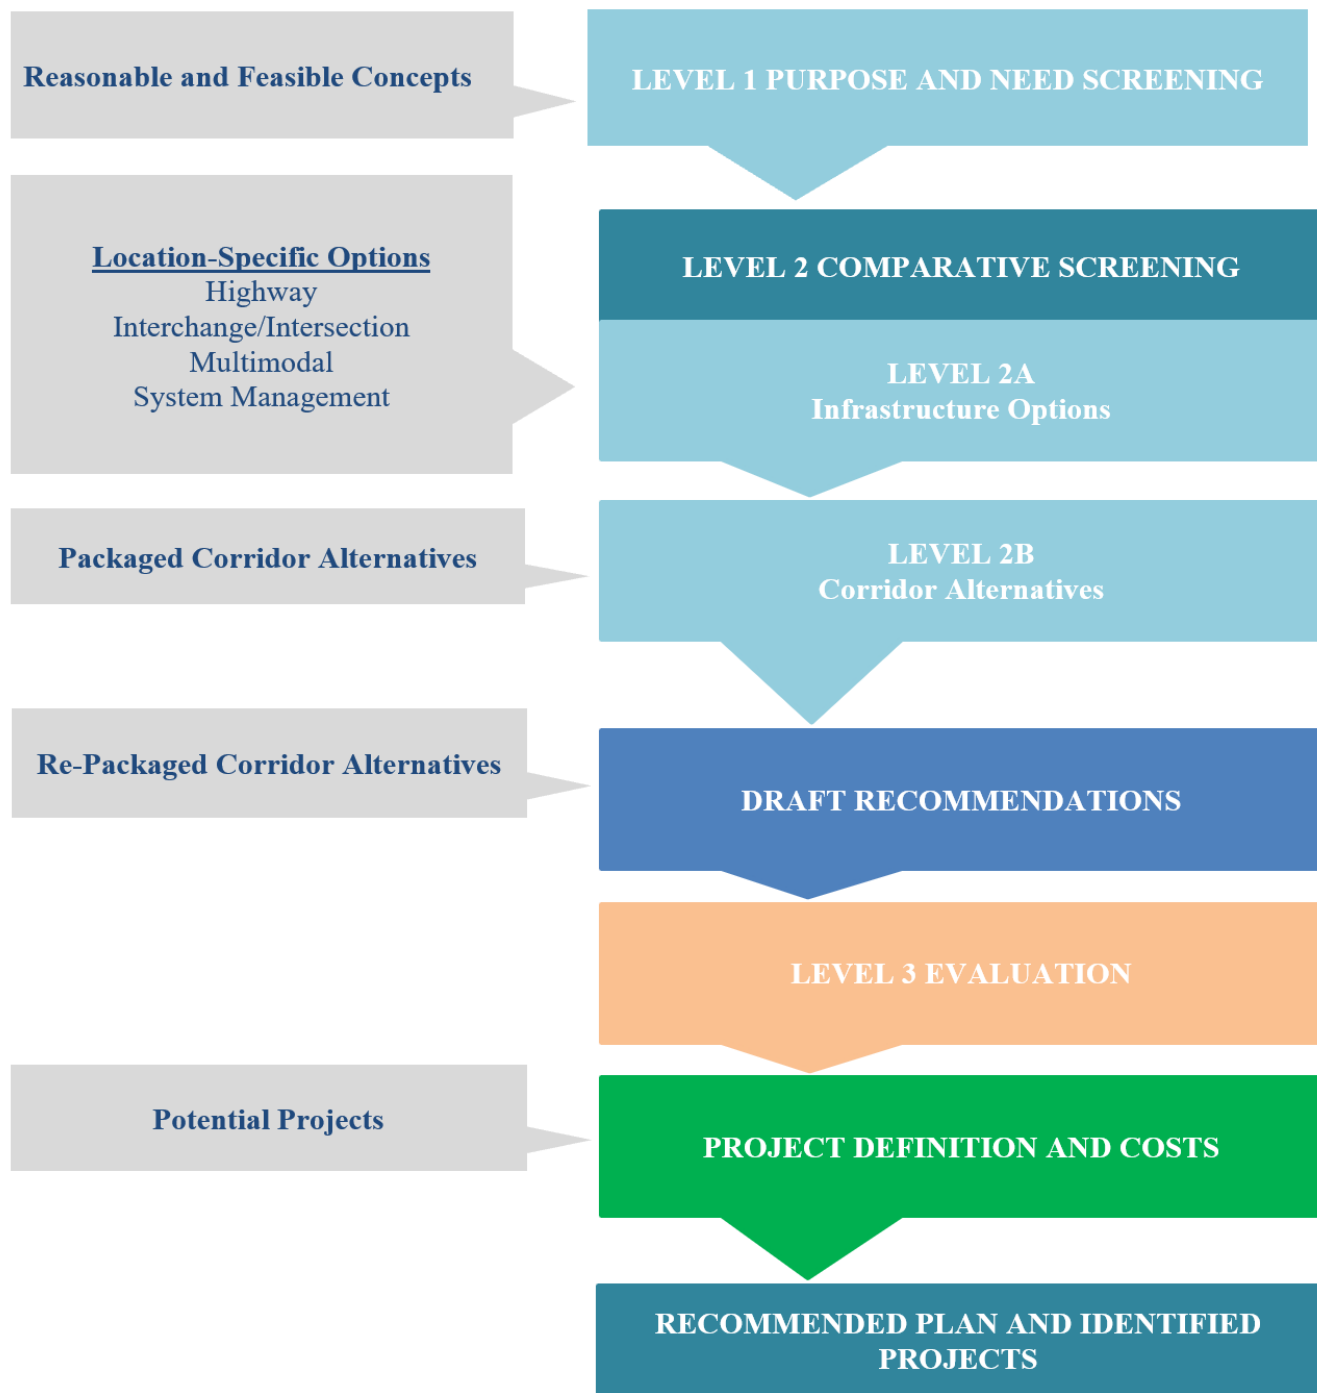 Reasonable and Feasible Concepts
LEVEL 1 PURPOSE AND NEED SCREENING
Location-Specific Options
Highway
Interchange/Intersection
Multimodal
System Management
LEVEL 2 COMPARATIVE SCREENING
LEVEL 2A
Infrastructure Options
Packaged Corridor Alternatives
LEVEL 2B
Corridor Alternatives
Re-Packaged Corridor Alternatives
DRAFT RECOMMENDATIONS
LEVEL 3 EVALUATION
Potential Projects
PROJECT DEFINITION AND COSTS
RECOMMENDED PLAN AND IDENTIFIED
PROJECTS